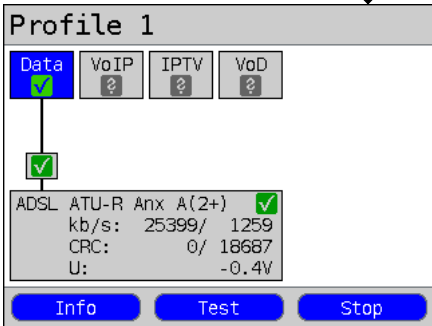 Profile 1
Data VoIP IPTV VoD
ADSL ATU-R Anx A(2+)
kb/s: 25399/ 1259
CRC: 0/ 18687
U: -0.4V
Info Test Stop